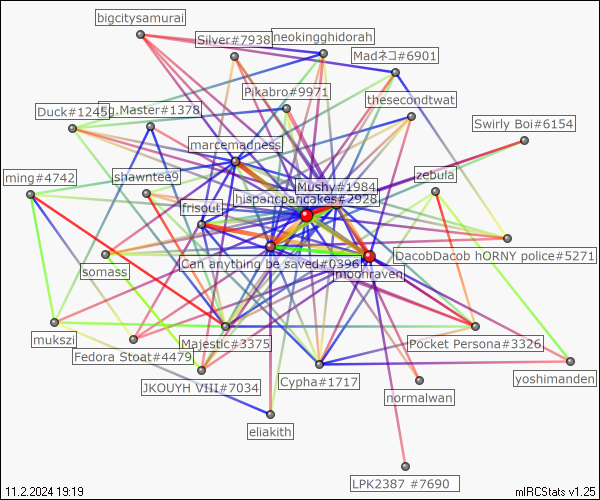 bigcitysamurai
neokingghidorah
Silver#7938
Madネコ#6901
Pikabro#9971
thesecondtwat
Duck#1245
g.Master#1378
Swirly Boi#6154
marcemadness
ming#4742
shawntea9
zebula
Mushy#1984
hispancpancakes#2928
frisout
DacobDacob hORNY police#5271
Can anything be saved#0396
somass
moonraven
mukszi
Majestic#3375
Pocket Persona#3326
Fedora Stoat#4479
yoshimanden
JKOUYH VIII#7034
Cypha#1717
normalwan
eliakith
LPK2387 #7690
11.2.2024 19:19
mIRCStats v1.25